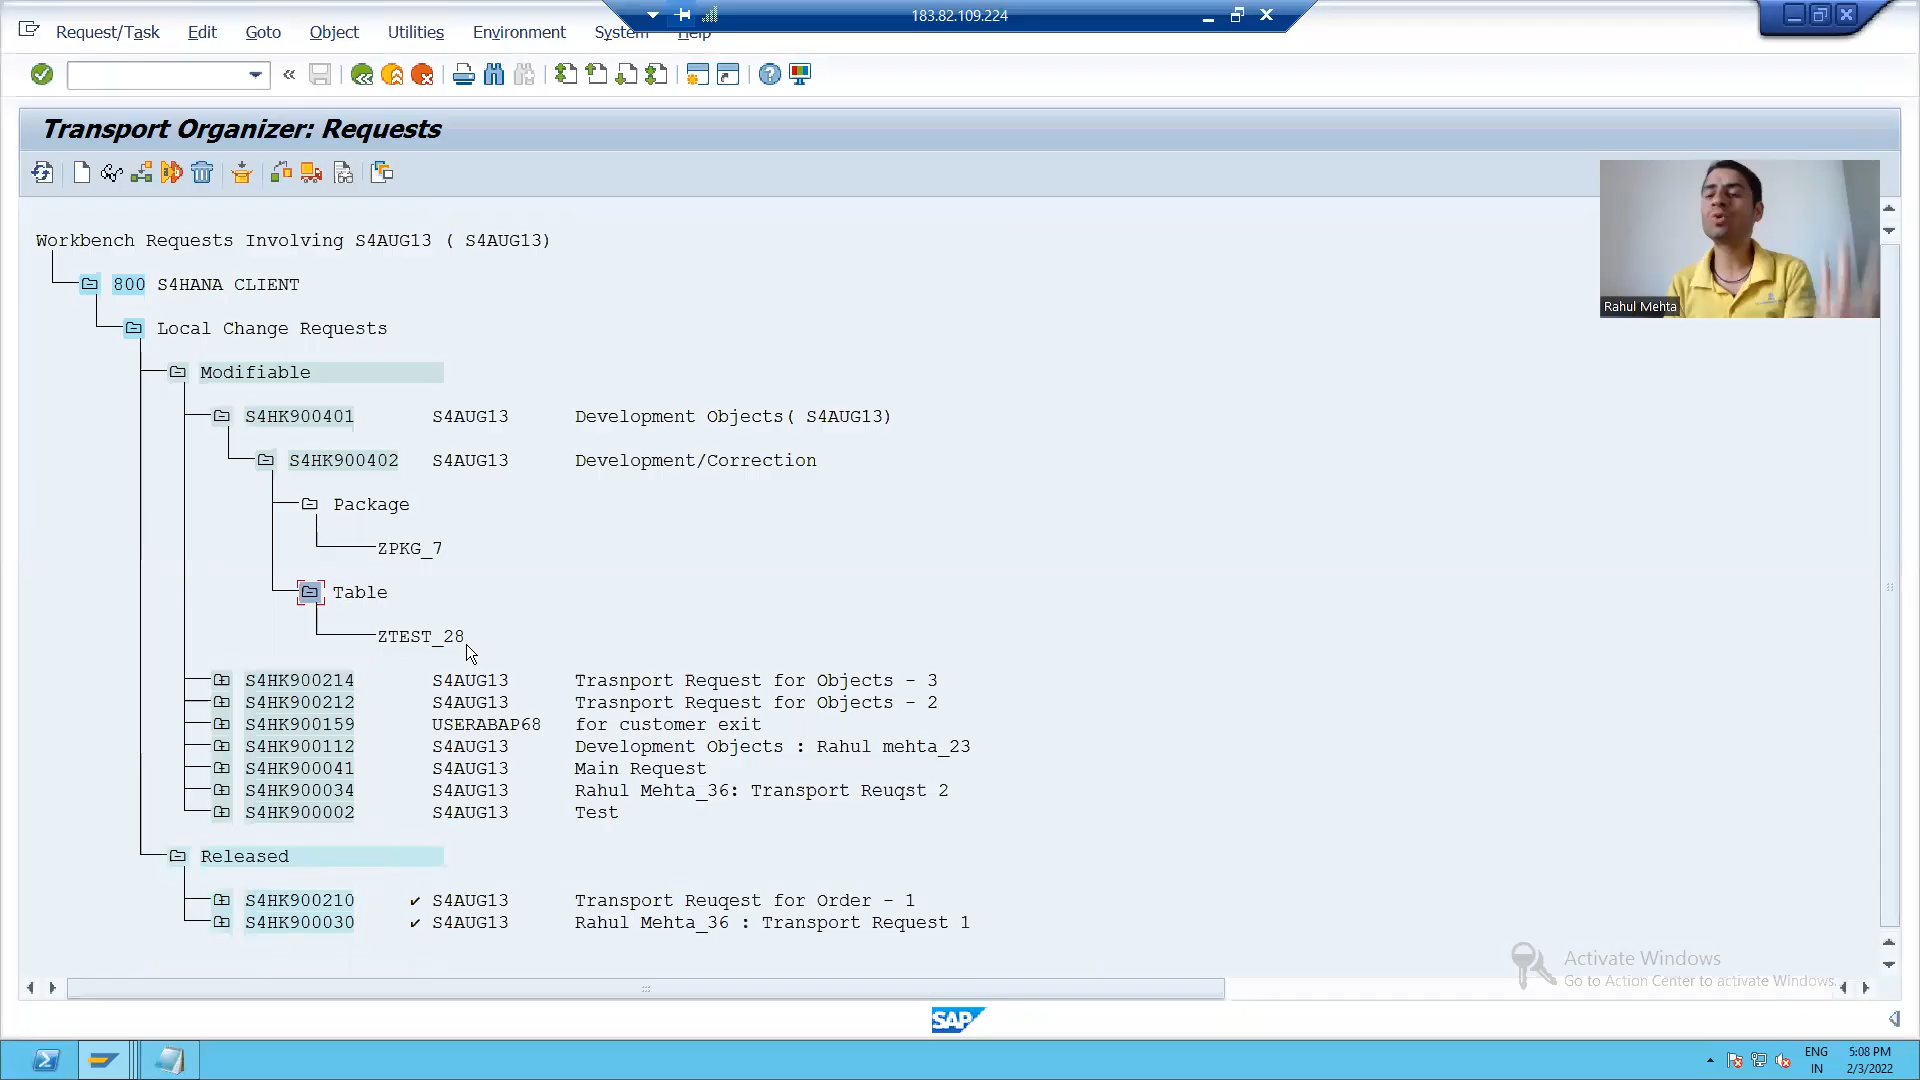 183.82.109.224
Request/Task Edit Goto Object Utilities Environment System Help
Transport Organizer: Requests
Workbench Requests Involving S4AUG13 ( S4AUG13)
800 S4HANA CLIENT
Local Change Requests
Modifiable
S4HK900401 S4AUG13 Development Objects( S4AUG13)
S4HK900402 S4AUG13 Development/Correction
Package
ZPKG_7
Table
ZTEST_28
S4HK900214 S4AUG13 Trasnport Request for Objects - 3
S4HK900212 S4AUG13 Trasnport Request for Objects - 2
S4HK900159 USERABAP68 for customer exit
S4HK900112 S4AUG13 Development Objects : Rahul mehta_23
S4HK900041 S4AUG13 Main Request
S4HK900034 S4AUG13 Rahul Mehta_36: Transport Reuqst 2
S4HK900002 S4AUG13 Test
Released
S4HK900210 ✔ S4AUG13 Transport Reuqest for Order - 1
S4HK900030 ✔ S4AUG13 Rahul Mehta_36 : Transport Request 1
Rahul Mehta
Activate Windows
Go to Action Center to activate Windows.
SAP
ENG
IN
5:08 PM
2/3/2022